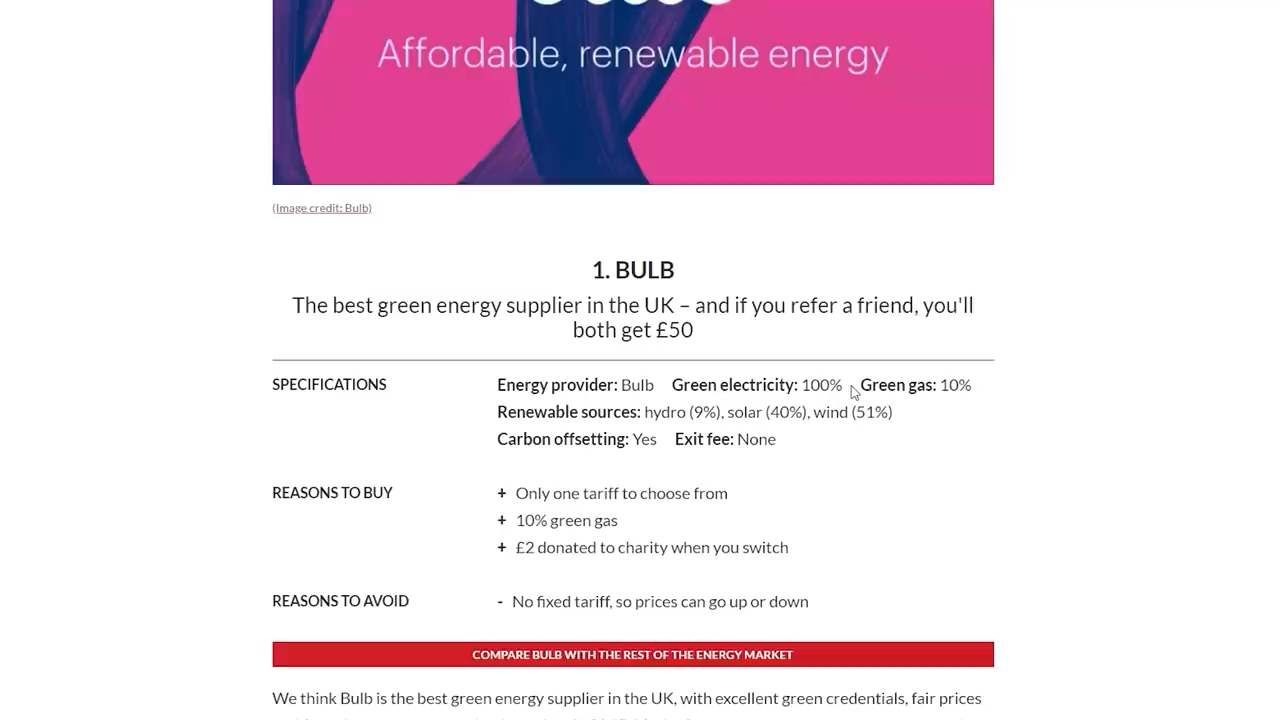 Affordable, renewable energy
(Image credit: Bulb)
1. BULB
The best green energy supplier in the UK – and if you refer a friend, you'll
both get £50
SPECIFICATIONS
Energy provider: Bulb Green electricity: 100% Green gas: 10%
Renewable sources: hydro (9%), solar (40%), wind (51%)
Carbon offsetting: Yes Exit fee: None
REASONS TO BUY
+ Only one tariff to choose from
+ 10% green gas
+ £2 donated to charity when you switch
REASONS TO AVOID
- No fixed tariff, so prices can go up or down
COMPARE BULB WITH THE REST OF THE ENERGY MARKET
We think Bulb is the best green energy supplier in the UK, with excellent green credentials, fair prices